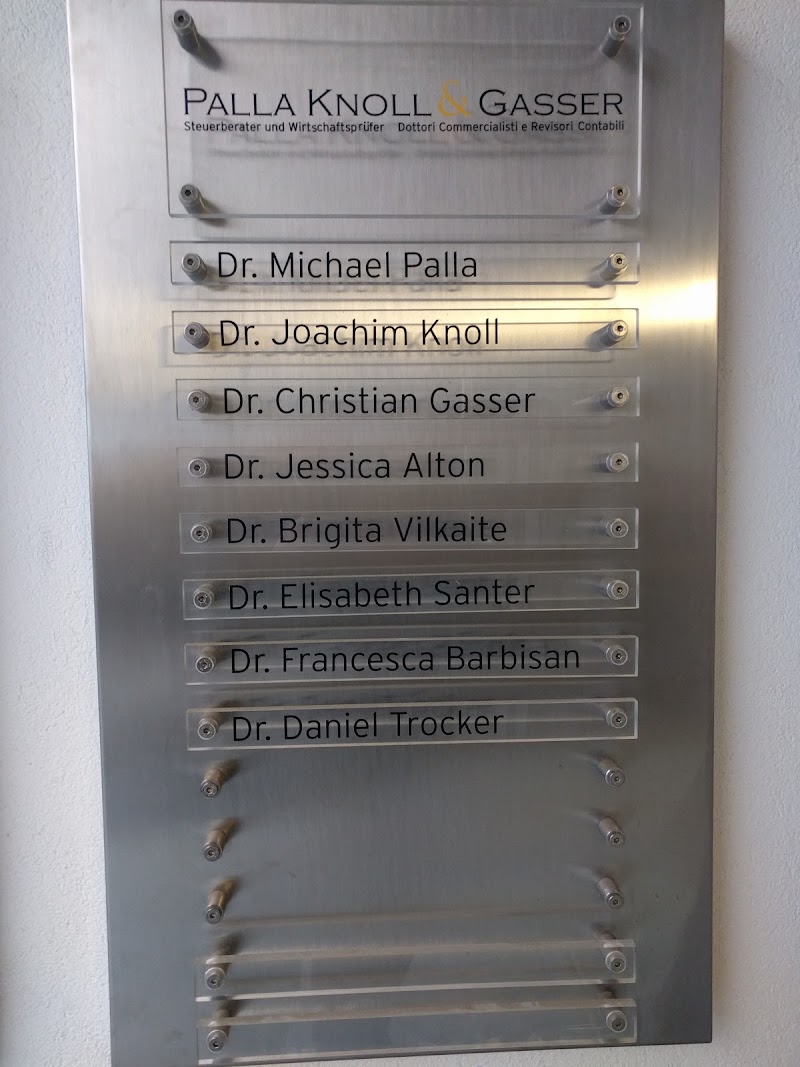 PALLA KNOLL & GASSER
Steuerberater und Wirtschaftsprüfer Dottori Commercialisti e Revisori Contabili
Dr. Michael Palla
Dr. Joachim Knoll
Dr. Christian Gasser
Dr. Jessica Alton
Dr. Brigita Vilkaite
Dr. Elisabeth Santer
Dr. Francesca Barbisan
Dr. Daniel Trocker